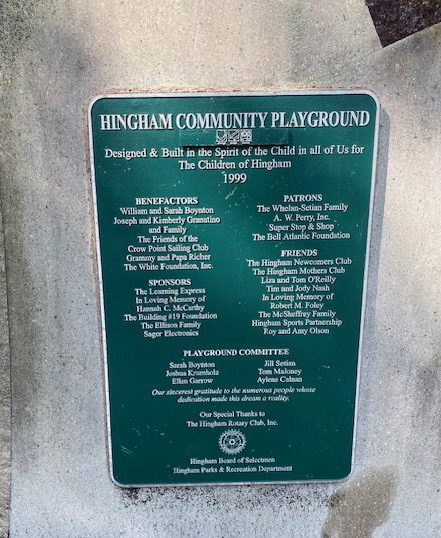 HINGHAM COMMUNITY PLAYGROUND
Designed & Built in the Spirit of the Child in all of Us for
The Children of Hingham
1999
BENEFACTORS
William and Sarah Boynton
Joseph and Kimberly Granatino
and Family
The Friends of the
Crow Point Sailing Club
Grammy and Papa Richer
The White Foundation, Inc.
SPONSORS
The Learning Express
In Loving Memory of
Hannah C. McCarthy
The Building #19 Foundation
The Ellison Family
Sager Electronics
PATRONS
The Whelan-Setian Family
A. W. Perry, Inc.
Super Stop & Shop
The Bell Atlantic Foundation
FRIENDS
The Hingham Newcomers Club
The Hingham Mothers Club
Liza and Tom O'Reilly
Tim and Jody Nash
In Loving Memory of
Robert M. Foley
The McSheffrey Family
Hingham Sports Partnership
Roy and Amy Olson
PLAYGROUND COMMITTEE
Sarah Boynton
Joshua Krumholz
Ellen Garrow
Jill Setian
Tom Maloney
Aylene Calnan
Our sincerest gratitude to the numerous people whose
dedication made this dream a reality.
Our Special Thanks to
The Hingham Rotary Club, Inc.
Hingham Board of Selectmen
Hingham Parks & Recreation Department